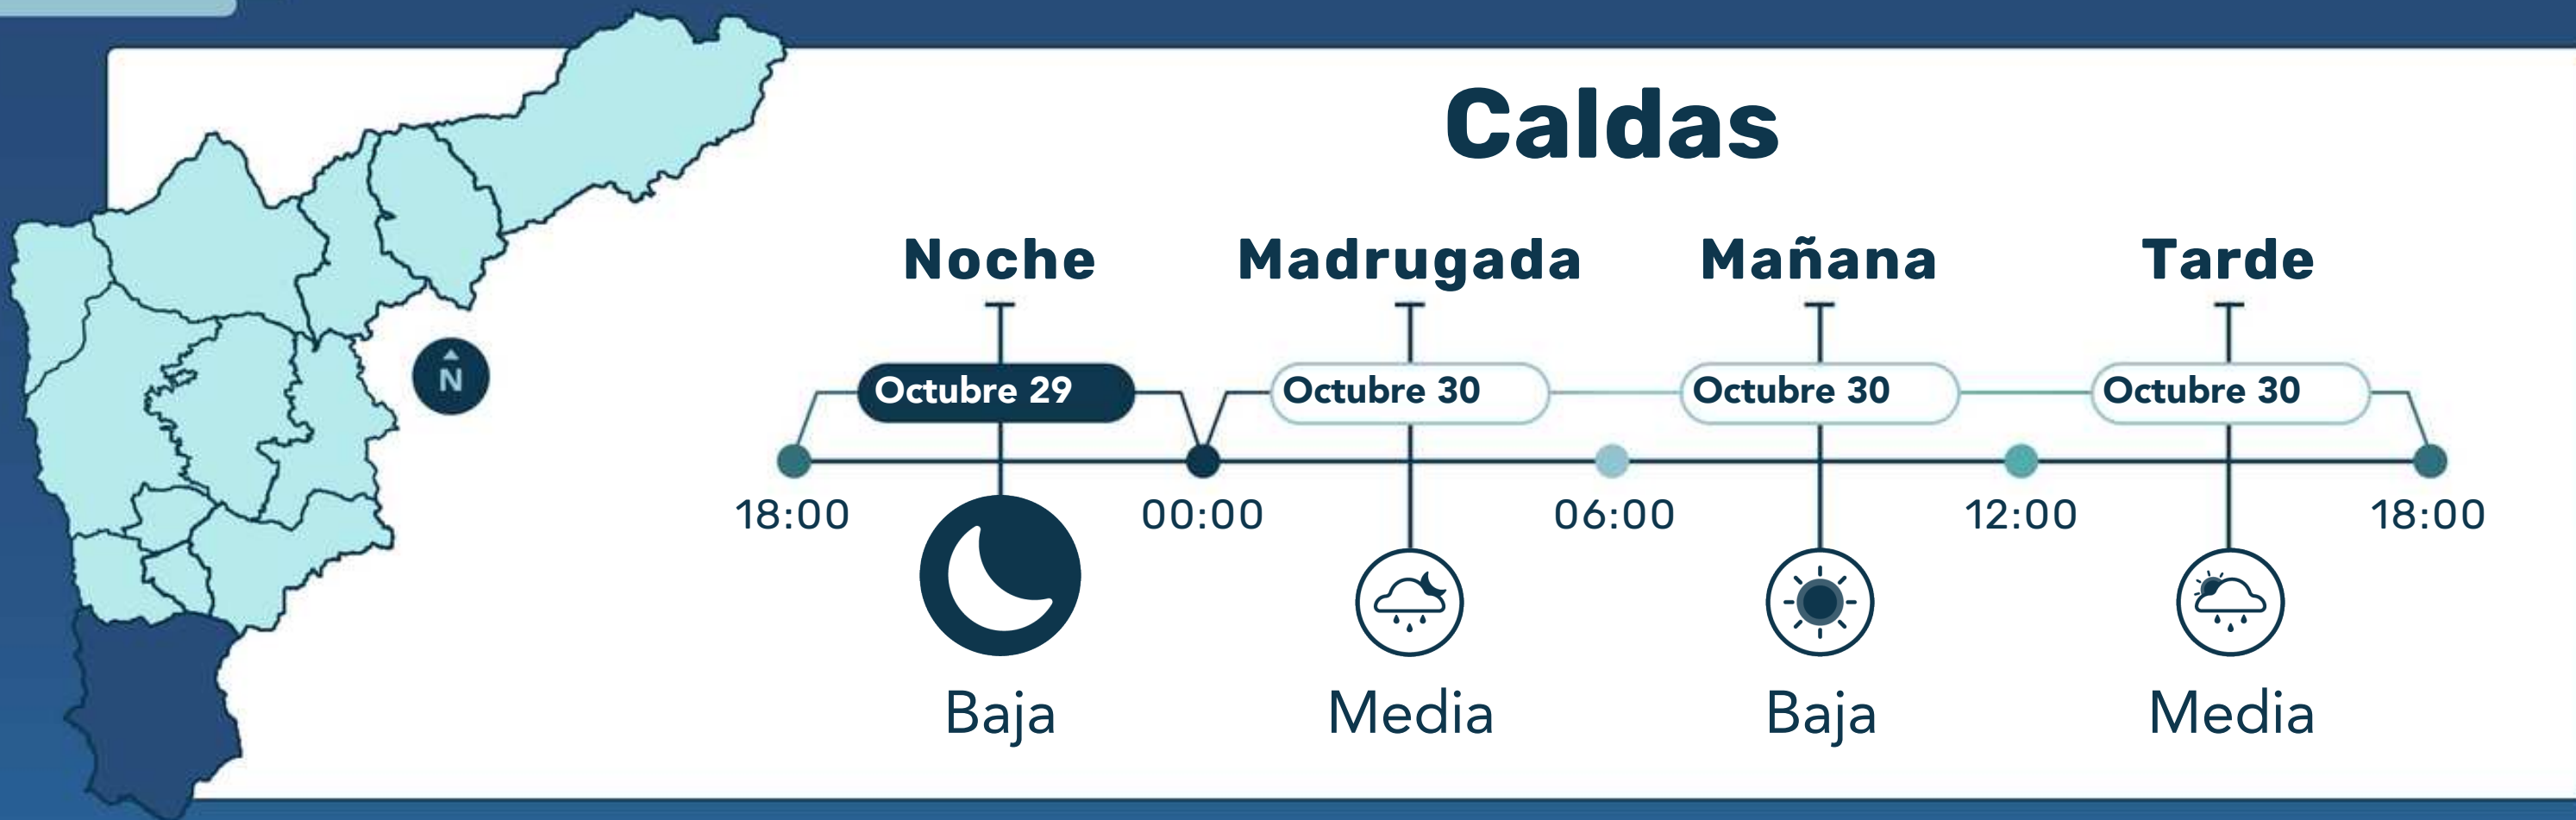 Caldas
Noche Madrugada Mañana Tarde
N
Octubre 29 Octubre 30 Octubre 30 Octubre 30
18:00 00:00 06:00 12:00 18:00
Baja Media Baja Media